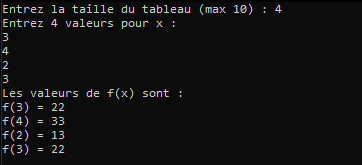 Entrez la taille du tableau (max 10) : 4
Entrez 4 valeurs pour x :
3
4
2
3
Les valeurs de f(x) sont :
f(3) = 22
f(4) = 33
f(2) = 13
f(3) = 22